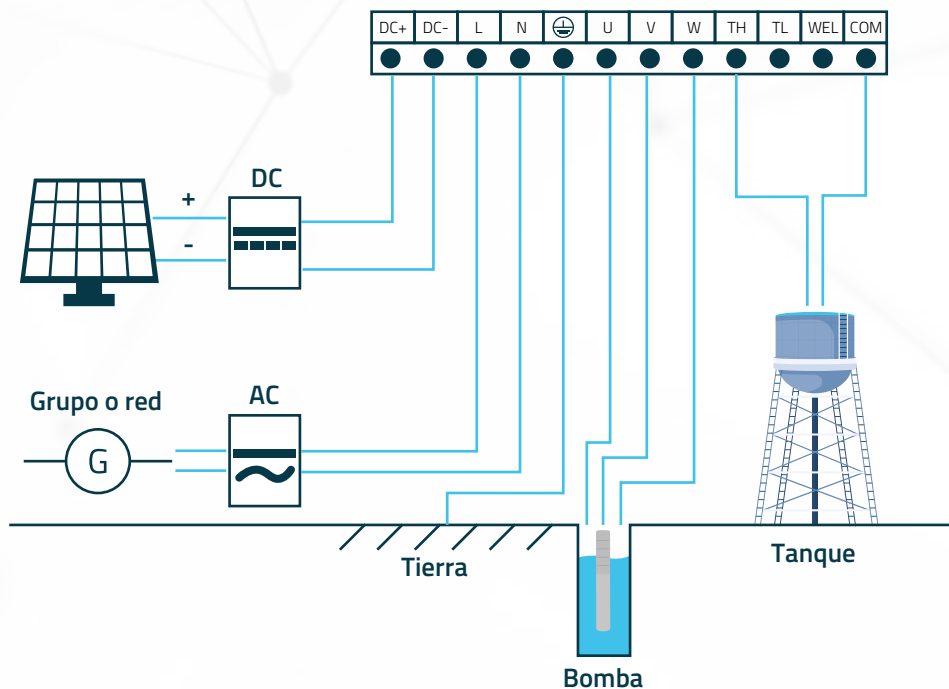 DC+ DC- L N U V W TH TL WEL COM
DC
+
-
AC
Grupo o red
G
Tierra
Tanque
Bomba